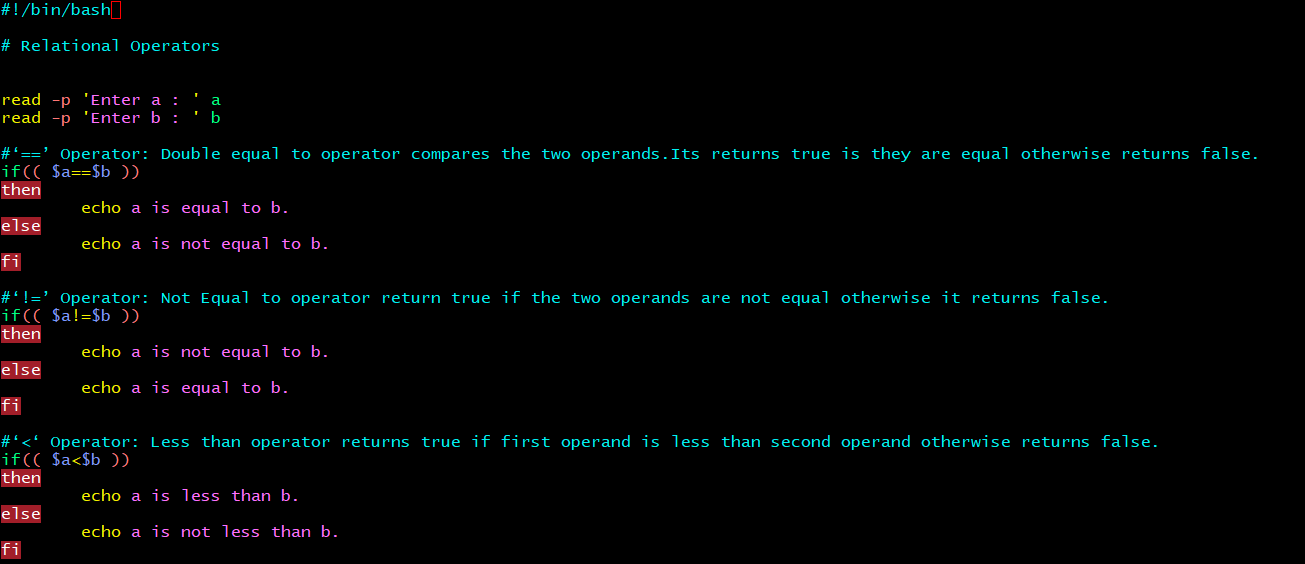 #!/bin/bash
# Relational Operators
read -p 'Enter a : ' a
read -p 'Enter b : ' b
#‘==’ Operator: Double equal to operator compares the two operands.Its returns true is they are equal otherwise returns false.
if(( $a==$b ))
then
        echo a is equal to b.
else
        echo a is not equal to b.
fi
#‘!=’ Operator: Not Equal to operator return true if the two operands are not equal otherwise it returns false.
if(( $a!=$b ))
then
        echo a is not equal to b.
else
        echo a is equal to b.
fi
#‘<‘ Operator: Less than operator returns true if first operand is less than second operand otherwise returns false.
if(( $a<$b ))
then
        echo a is less than b.
else
        echo a is not less than b.
fi